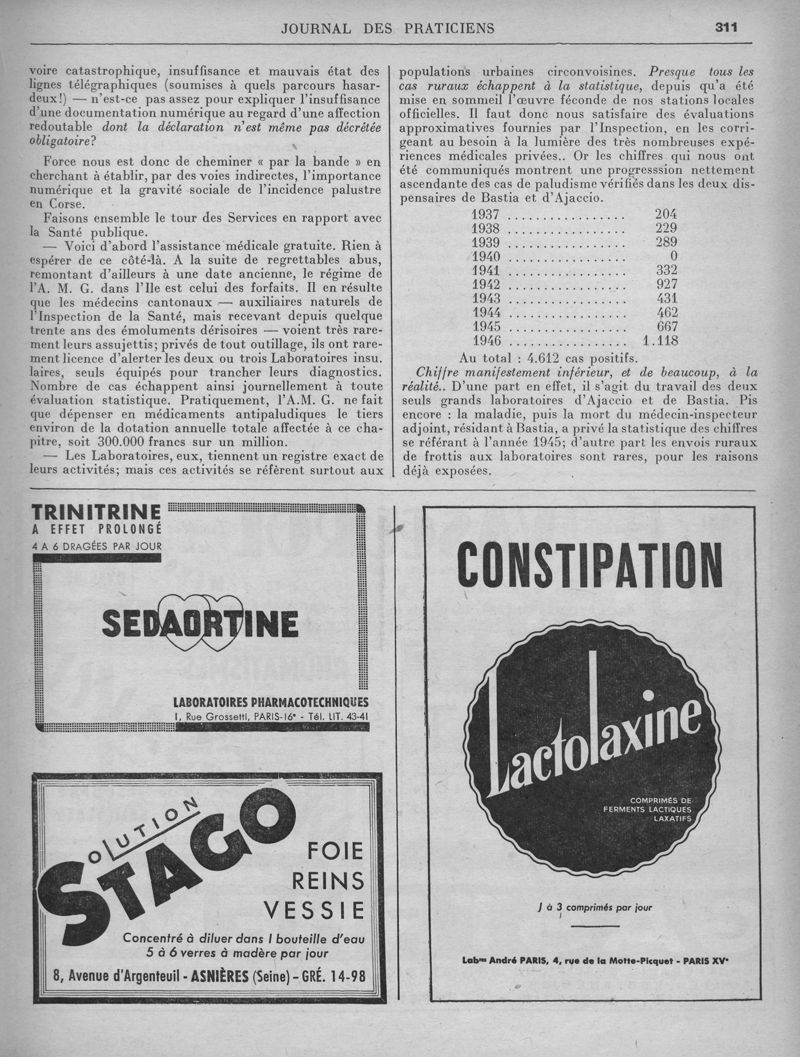 JOURNAL DES PRATICIENS 311
voire catastrophique, insuffisance et mauvais état des
lignes télégraphiques (soumises à quels parcours hasar-
deux!) — n'est-ce pas assez pour expliquer l'insuffisance
d'une documentation numérique au regard d'une affection
redoutable dont la déclaration n'est même pas décrétée
obligatoire?
Force nous est donc de cheminer « par la bande » en
cherchant à établir, par des voies indirectes, l'importance
numérique et la gravité sociale de l'incidence palustre
en Corse.
Faisons ensemble le tour des Services en rapport avec
la Santé publique.
— Voici d'abord l'assistance médicale gratuite. Rien à
espérer de ce côté-là. A la suite de regrettables abus,
remontant d'ailleurs à une date ancienne, le régime de
l'A. M. G. dans l'Ile est celui des forfaits. Il en résulte
que les médecins cantonaux — auxiliaires naturels de
l'Inspection de la Santé, mais recevant depuis quelque
trente ans des émoluments dérisoires — voient très rare-
ment leurs assujettis; privés de tout outillage, ils ont rare-
ment licence d'alerter les deux ou trois Laboratoires insu.
laires, seuls équipés pour trancher leurs diagnostics.
Nombre de cas échappent ainsi journellement à toute
évaluation statistique. Pratiquement, l'A.M. G. ne fait
que dépenser en médicaments antipaludiques le tiers
environ de la dotation annuelle totale affectée à ce cha-
pitre, soit 300.000 francs sur un million.
— Les Laboratoires, eux, tiennent un registre exact de
leurs activités; mais ces activités se réfèrent surtout aux
populations urbaines circonvoisines. Presque tous les
cas ruraux échappent à la statistique, depuis qu'a été
mise en sommeil l'œuvre féconde de nos stations locales
officielles. Il faut donc nous satisfaire des évaluations
approximatives fournies par l'Inspection, en les corri-
geant au besoin à la lumière des très nombreuses expé-
riences médicales privées.. Or les chiffres qui nous ont
été communiqués montrent une progresssion nettement
ascendante des cas de paludisme vérifiés dans les deux dis-
pensaires de Bastia et d'Ajaccio.
1937 ................. 204
1938 ................. 229
1939 ................. 289
1940 ................. 0
1941 ................. 332
1942 ................. 927
1943 ................. 431
1944 ................. 462
1945 ................. 667
1946 ................. 1.118
Au total : 4.612 cas positifs.
Chiffre manifestement inférieur, et de beaucoup, à la
réalité.. D'une part en effet, il s'agit du travail des deux
seuls grands laboratoires d'Ajaccio et de Bastia. Pis
encore : la maladie, puis la mort du médecin-inspecteur
adjoint, résidant à Bastia, a privé la statistique des chiffres
se référant à l'année 1945; d'autre part les envois ruraux
de frottis aux laboratoires sont rares, pour les raisons
déjà exposées.
TRINITRINE
A EFFET PROLONGÉ
4 A 6 DRAGÉES PAR JOUR
SEDAORTINE
LABORATOIRES PHARMACOTECHNIQUES
1, Rue Grossetti, PARIS-16e - Tél. LIT. 43-41
SOLUTION
STAGO
FOIE
REINS
VESSIE
Concentré à diluer dans 1 bouteille d'eau
5 à 6 verres à madère par jour
8, Avenue d'Argenteuil - ASNIÈRES (Seine) - GRÉ. 14-98
CONSTIPATION
Lactolaxine
COMPRIMÉS DE
FERMENTS LACTIQUES
LAXATIFS
1 à 3 comprimés par jour
Labres André PARIS, 4, rue de la Motte-Picquet - PARIS XVe